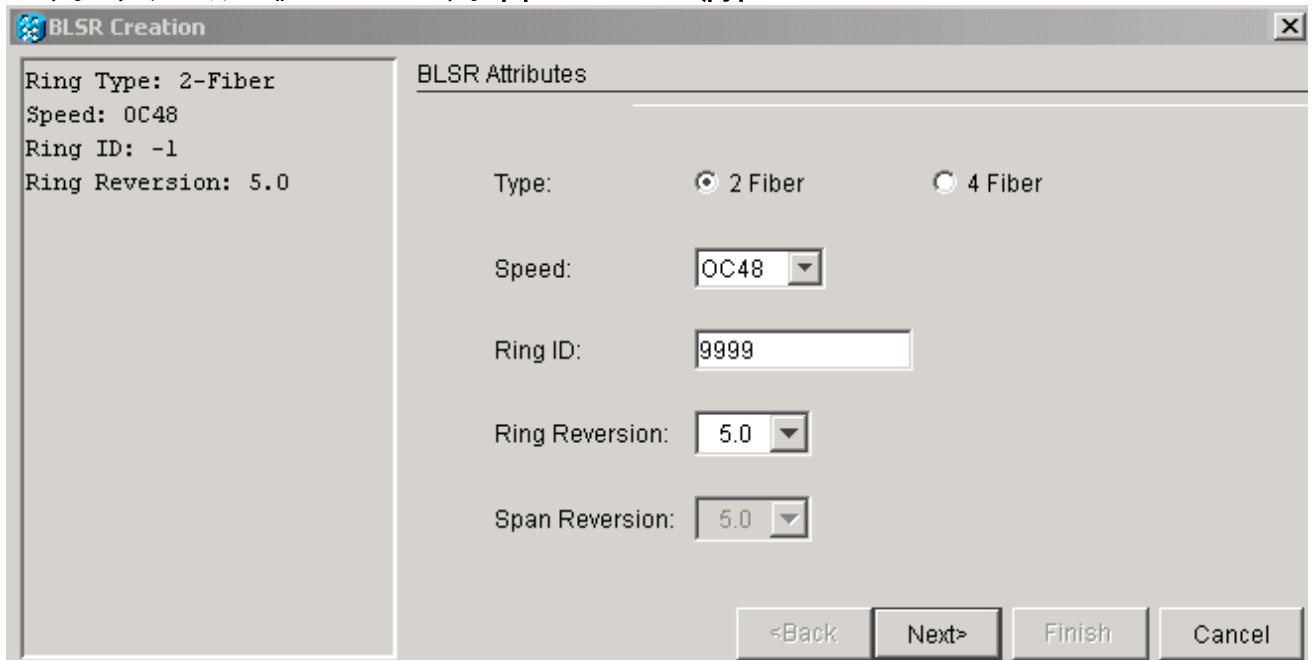 BLSR Creation
Ring Type: 2-Fiber
Speed: OC48
Ring ID: -1
Ring Reversion: 5.0
BLSR Attributes
Type: 2 Fiber 4 Fiber
Speed: OC48
Ring ID: 9999
Ring Reversion: 5.0
Span Reversion: 5.0
<Back Next> Finish Cancel